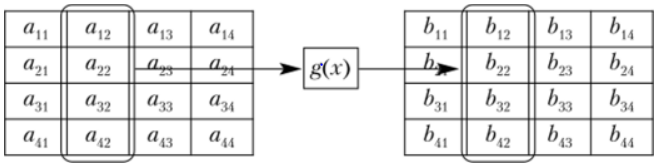 a11 a12 a13 a14 b11 b12 b13 b14
a21 a22 a23 a24 g(x) b22 b23 b24
a31 a32 a33 a34 b31 b32 b33 b34
a41 a42 a43 a44 b41 b42 b43 b44